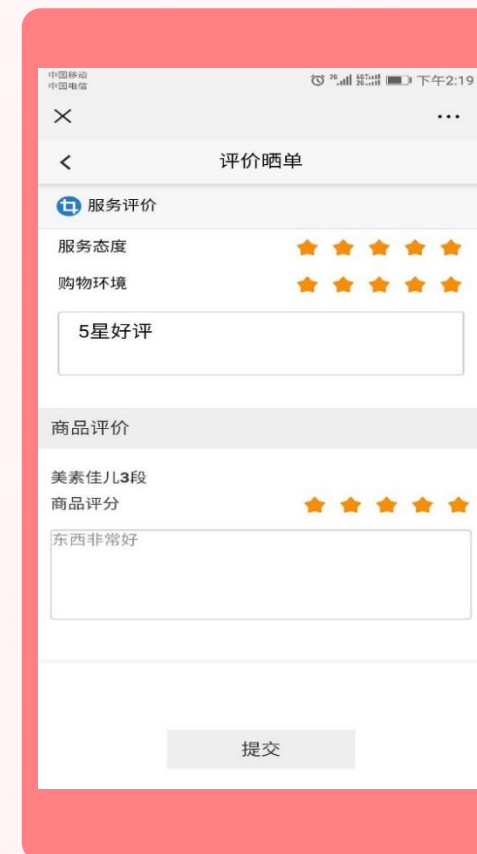 中国移动
中国电信
下午2:19
评价晒单
服务评价
服务态度
购物环境
5星好评
商品评价
美素佳儿3段
商品评分
东西非常好
提交